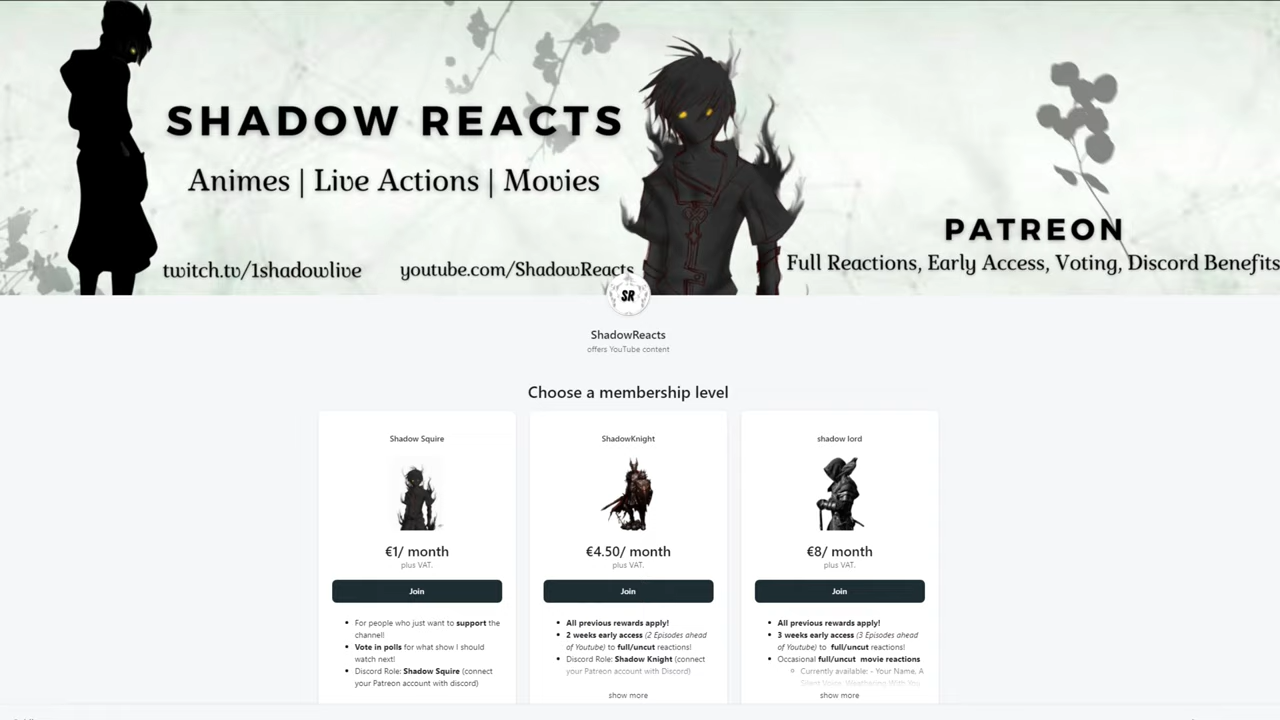 SHADOW REACTS
Animes | Live Actions | Movies
twitch.tv/1shadowlive
youtube.com/ShadowReacts
PATREON
Full Reactions, Early Access, Voting, Discord Benefits
SR
ShadowReacts
offers YouTube content
Choose a membership level
Shadow Squire
€1/ month
plus VAT.
Join
For people who just want to support the
channel!
Vote in polls for what show I should
watch next!
Discord Role: Shadow Squire (connect
your Patreon account with discord)
ShadowKnight
€4.50/ month
plus VAT.
Join
All previous rewards apply!
2 weeks early access (2 Episodes ahead
of Youtube) to full/uncut reactions!
Discord Role: Shadow Knight (connect
your Patreon account with Discord)
show more
shadow lord
€8/ month
plus VAT.
Join
All previous rewards apply!
3 weeks early access (3 Episodes ahead
of Youtube) to full/uncut reactions!
Occasional full/uncut movie reactions
Currently available: - Your Name, A
Silent Voice, Weathering With You
show more